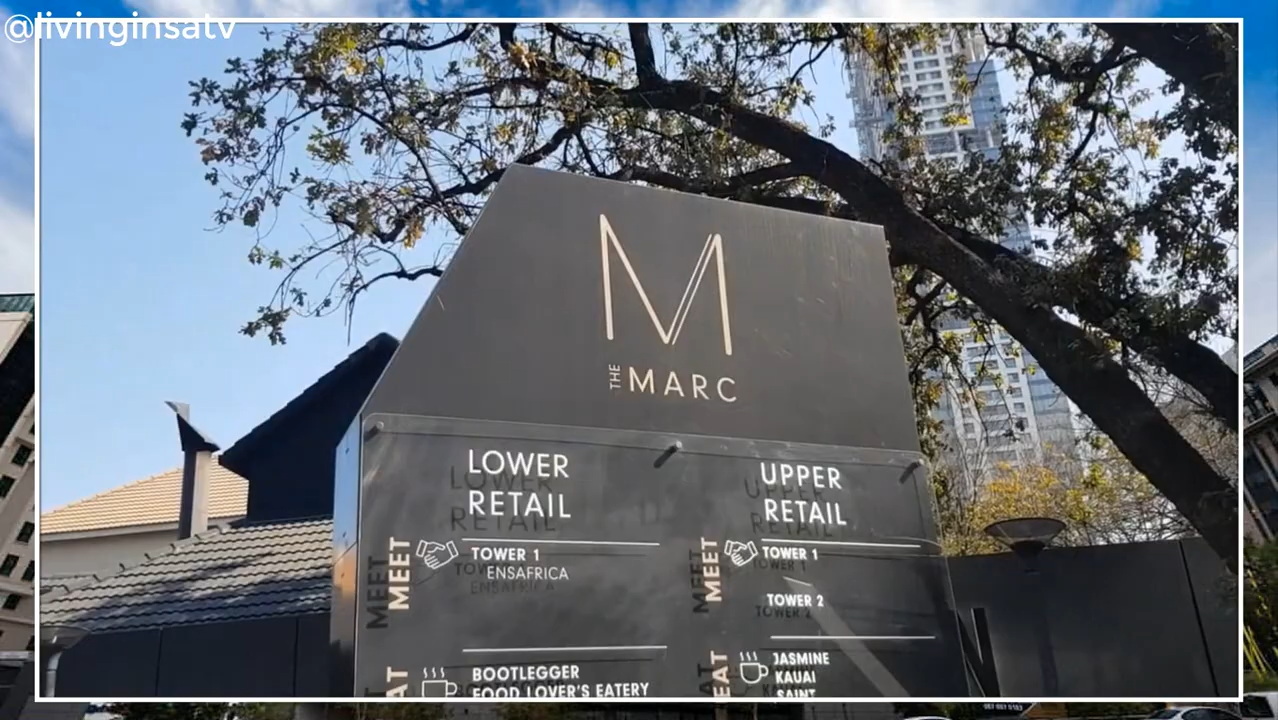 @livinginsatv
M
THE MARC
LOWER
RETAIL
MEET
TOWER 1
ENSAFRICA
EAT
BOOTLEGGER
FOOD LOVER'S EATERY
UPPER
RETAIL
MEET
TOWER 1
TOWER 2
EAT
JASMINE
KAUAI
SAINT